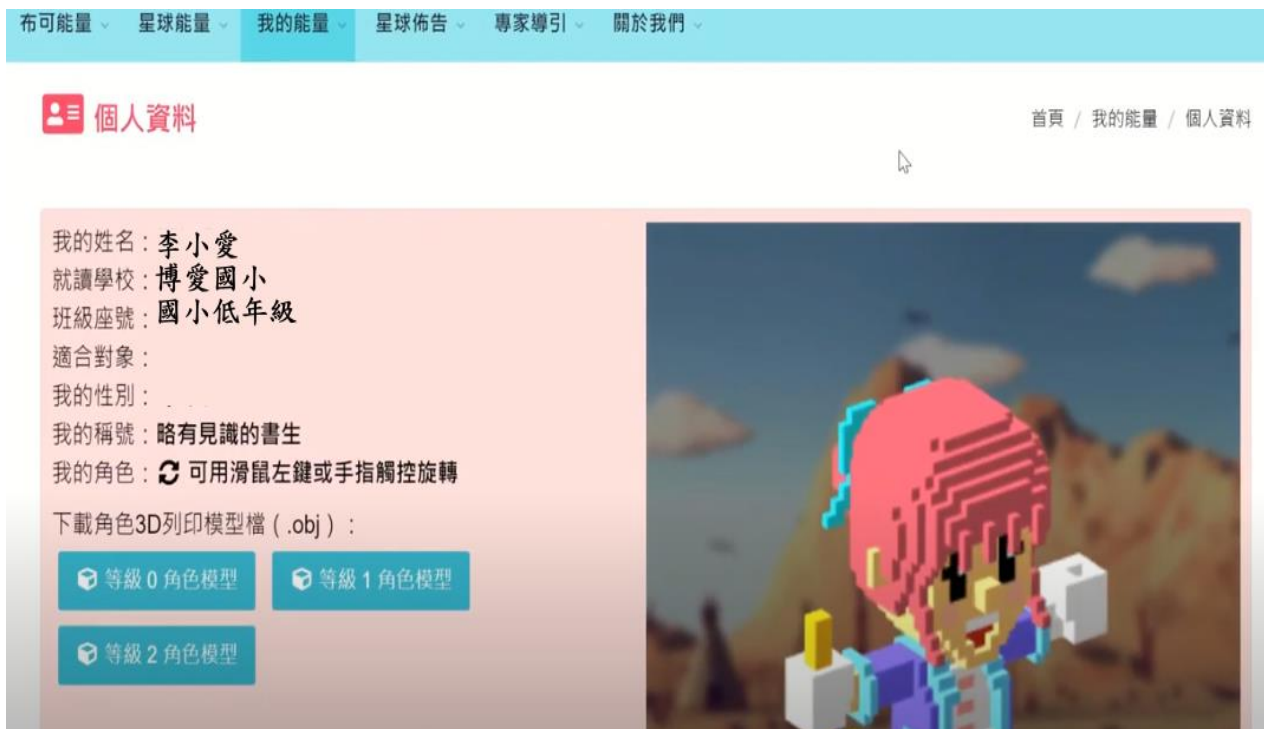 布可能量 星球能量 我的能量 星球佈告 專家導引 關於我們
個人資料
首頁 / 我的能量 / 個人資料
我的姓名：李小愛
就讀學校：博愛國小
班級座號：國小低年級
適合對象：
我的性別：
我的稱號：略有見識的書生
我的角色：可用滑鼠左鍵或手指觸控旋轉
下載角色3D列印模型檔 ( .obj ) ：
等級 0 角色模型 等級 1 角色模型
等級 2 角色模型